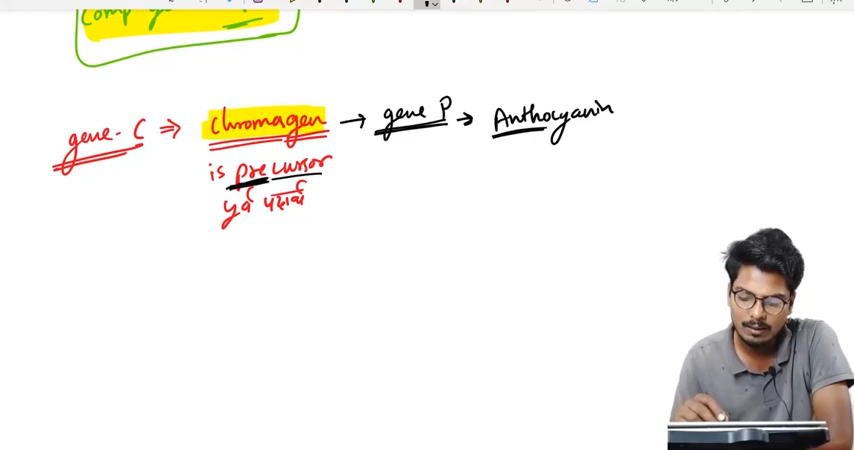 gene-C ⇒ chromagen → gene P → Anthocyanin
is precursor
पूर्व पदार्थ